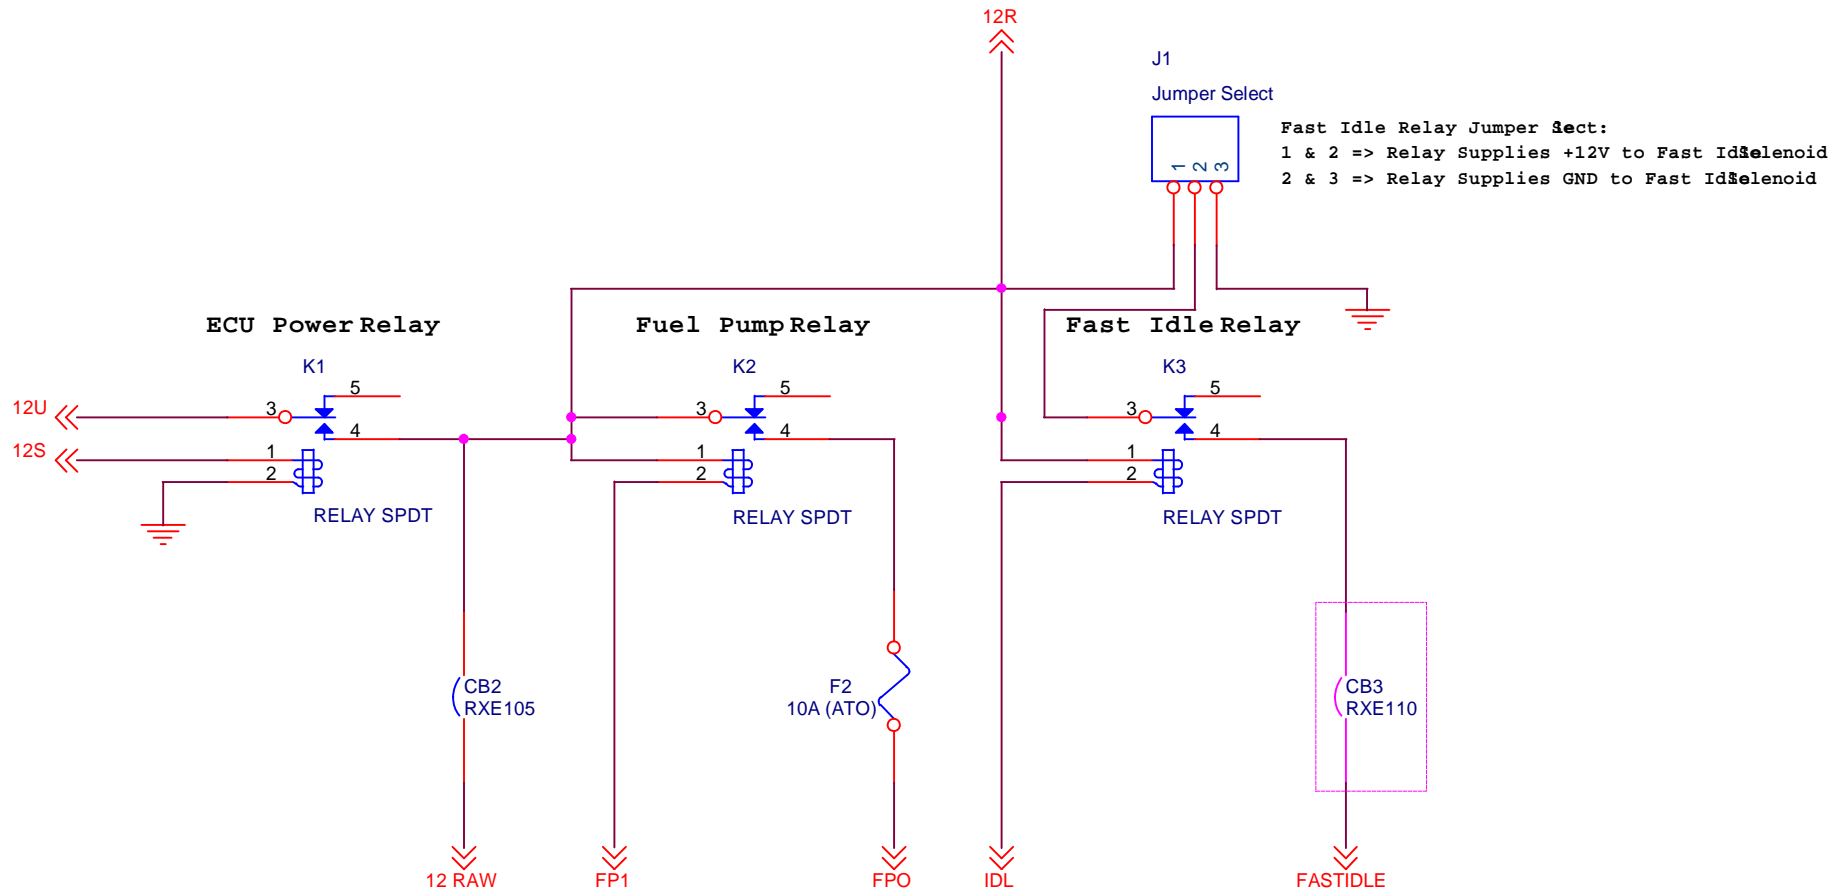 12R
J1
Jumper Select
1 2 3
Fast Idle Relay Jumper Select:
1 & 2 => Relay Supplies +12V to Fast Idle Solenoid
2 & 3 => Relay Supplies GND to Fast Idle Solenoid
ECU Power Relay
Fuel Pump Relay
Fast Idle Relay
K1
K2
K3
5
5
5
12U
3
3
3
4
4
4
12S
1
1
1
2
2
2
RELAY SPDT
RELAY SPDT
RELAY SPDT
CB2
RXE105
F2
10A (ATO)
CB3
RXE110
12 RAW
FP1
FPO
IDL
FASTIDLE